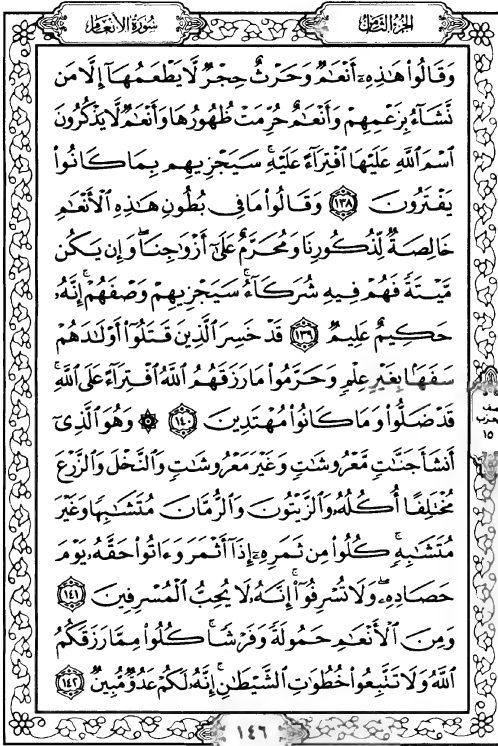 الجزء الثامن
سورة الأنعام
وَقَالُوا۟ هَٰذِهِۦٓ أَنْعَٰمٌ وَحَرْثٌ حِجْرٌ لَّا يَطْعَمُهَآ إِلَّا مَن
نَّشَآءُ بِزَعْمِهِمْ وَأَنْعَٰمٌ حُرِّمَتْ ظُهُورُهَا وَأَنْعَٰمٌ لَّا يَذْكُرُونَ
ٱسْمَ ٱللَّهِ عَلَيْهَا ٱفْتِرَآءً عَلَيْهِ ۚ سَيَجْزِيهِم بِمَا كَانُوا۟
يَفْتَرُونَ ١٣٨ وَقَالُوا۟ مَا فِى بُطُونِ هَٰذِهِ ٱلْأَنْعَٰمِ
خَالِصَةٌ لِّذُكُورِنَا وَمُحَرَّمٌ عَلَىٰٓ أَزْوَٰجِنَا ۖ وَإِن يَكُن
مَّيْتَةً فَهُمْ فِيهِ شُرَكَآءُ ۚ سَيَجْزِيهِمْ وَصْفَهُمْ ۚ إِنَّهُۥ
حَكِيمٌ عَلِيمٌ ١٣٩ قَدْ خَسِرَ ٱلَّذِينَ قَتَلُوٓا۟ أَوْلَٰدَهُمْ
سَفَهًۢا بِغَيْرِ عِلْمٍ وَحَرَّمُوا۟ مَا رَزَقَهُمُ ٱللَّهُ ٱفْتِرَآءً عَلَى ٱللَّهِ ۚ
قَدْ ضَلُّوا۟ وَمَا كَانُوا۟ مُهْتَدِينَ ١٤٠ ۞ وَهُوَ ٱلَّذِىٓ
أَنشَأَ جَنَّٰتٍ مَّعْرُوشَٰتٍ وَغَيْرَ مَعْرُوشَٰتٍ وَٱلنَّخْلَ وَٱلزَّرْعَ
مُخْتَلِفًا أُكُلُهُۥ وَٱلزَّيْتُونَ وَٱلرُّمَّانَ مُتَشَٰبِهًا وَغَيْرَ
مُتَشَٰبِهٍ ۚ كُلُوا۟ مِن ثَمَرِهِۦٓ إِذَآ أَثْمَرَ وَءَاتُوا۟ حَقَّهُۥ يَوْمَ
حَصَادِهِۦ ۖ وَلَا تُسْرِفُوٓا۟ ۚ إِنَّهُۥ لَا يُحِبُّ ٱلْمُسْرِفِينَ ١٤١
وَمِنَ ٱلْأَنْعَٰمِ حَمُولَةً وَفَرْشًا ۚ كُلُوا۟ مِمَّا رَزَقَكُمُ
ٱللَّهُ وَلَا تَتَّبِعُوا۟ خُطُوَٰتِ ٱلشَّيْطَٰنِ ۚ إِنَّهُۥ لَكُمْ عَدُوٌّ مُّبِينٌ ١٤٢
١٥
١٤٦